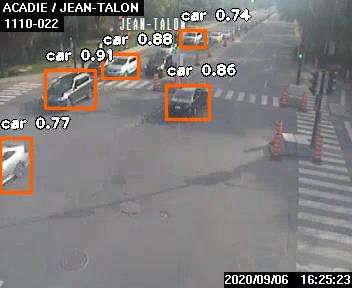 ACADIE / JEAN-TALON
1110-022
JEAN-TALON
car 0.74
car 0.88
car 0.91
car 0.86
car 0.77
2020/09/06 16:25:23